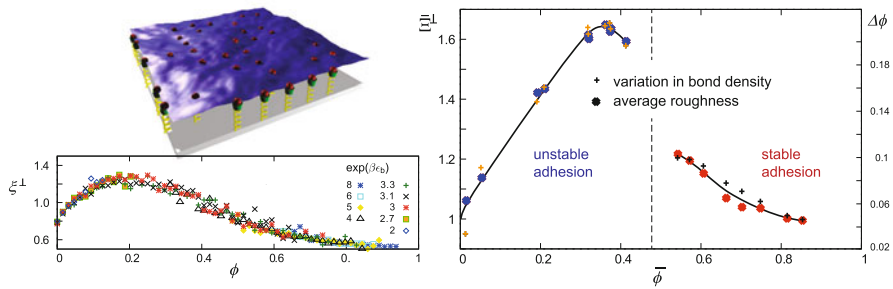 ξ⊥
1.4
1.0
0.6
exp(βϵb)
8 3.3
6 3.1
5 3
4 2.7
2
0 0.2 0.4 0.6 0.8 1
ϕ
Ξ⊥
1.6
1.4
1.2
1
Δϕ
0.2
0.1
0.06
0.04
0.02
+ variation in bond density
average roughness
unstable
adhesion
stable
adhesion
0 0.2 0.4 0.6 0.8 1
ϕ̅